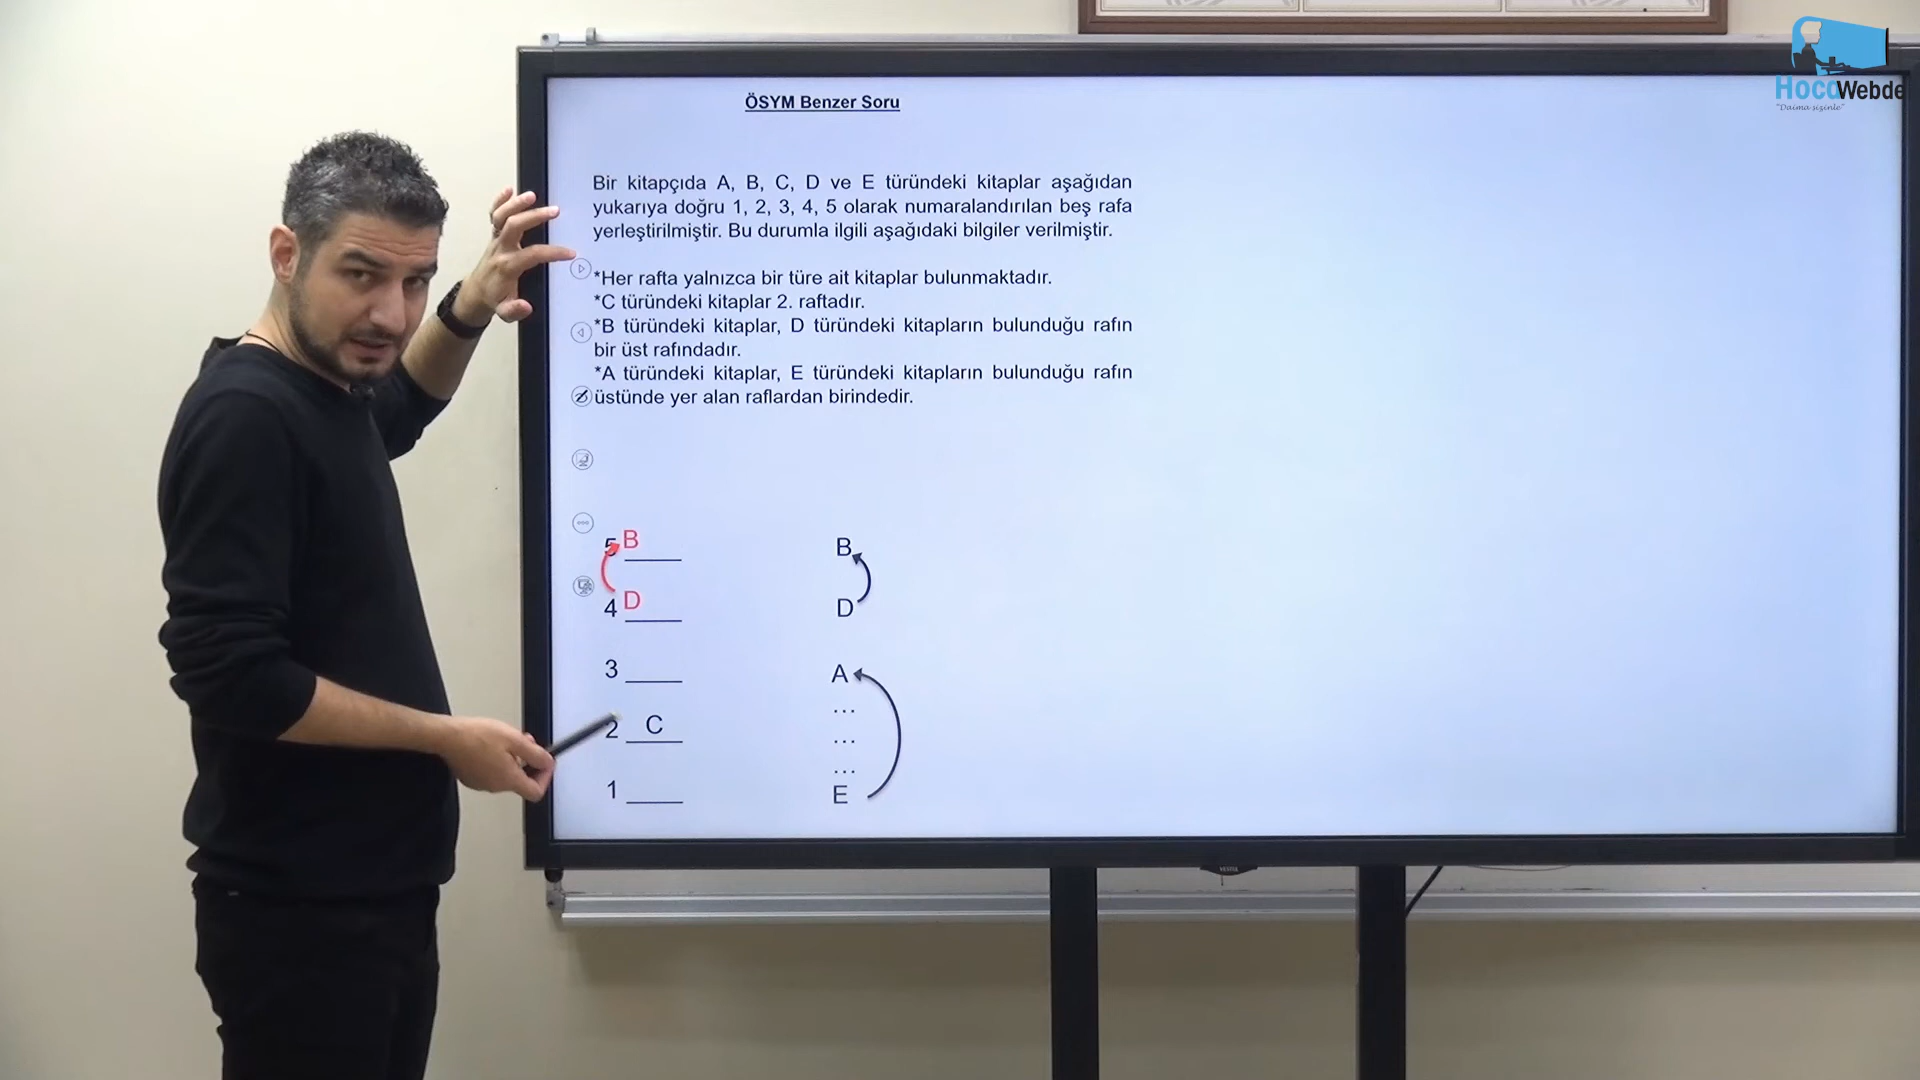 HocaWebde
"Daima sizinle"
ÖSYM Benzer Soru
Bir kitapçıda A, B, C, D ve E türündeki kitaplar aşağıdan
yukarıya doğru 1, 2, 3, 4, 5 olarak numaralandırılan beş rafa
yerleştirilmiştir. Bu durumla ilgili aşağıdaki bilgiler verilmiştir.
*Her rafta yalnızca bir türe ait kitaplar bulunmaktadır.
*C türündeki kitaplar 2. raftadır.
*B türündeki kitaplar, D türündeki kitapların bulunduğu rafın
bir üst rafındadır.
*A türündeki kitaplar, E türündeki kitapların bulunduğu rafın
üstünde yer alan raflardan birindedir.
5 B
4 D
3
2 C
1
B
D
A
...
...
...
E